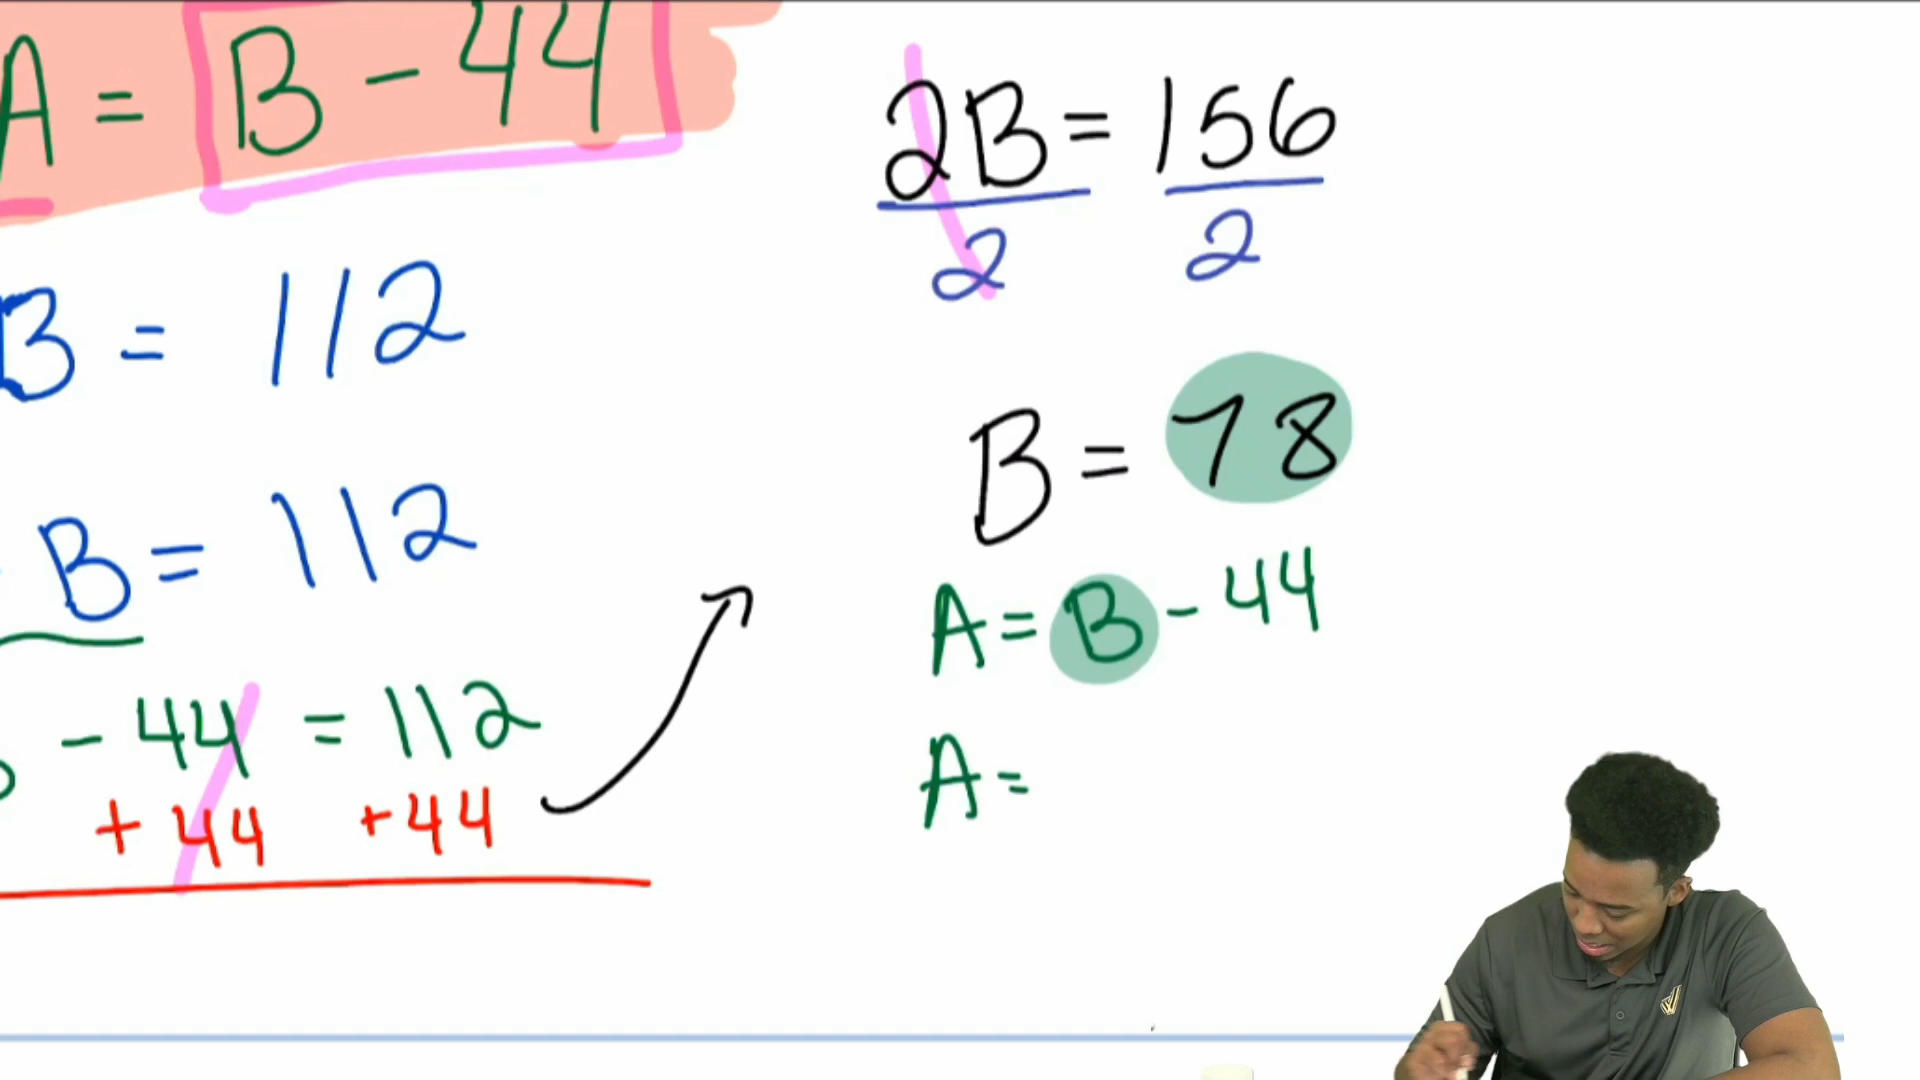 A = B - 44
B = 112
B = 112
- 44 = 112
+ 44 + 44
2B = 156
2 2
B = 78
A = B - 44
A =